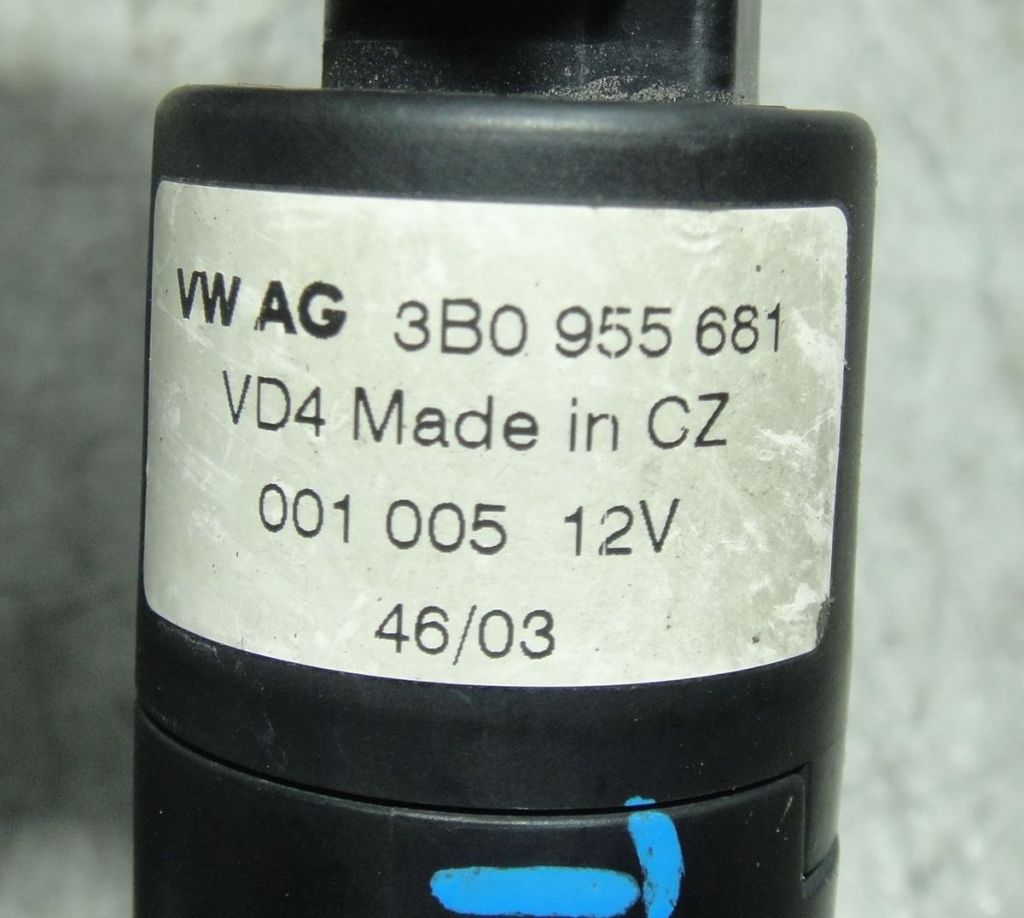 VW AG 3B0 955 681
VD4 Made in CZ
001 005 12V
46/03